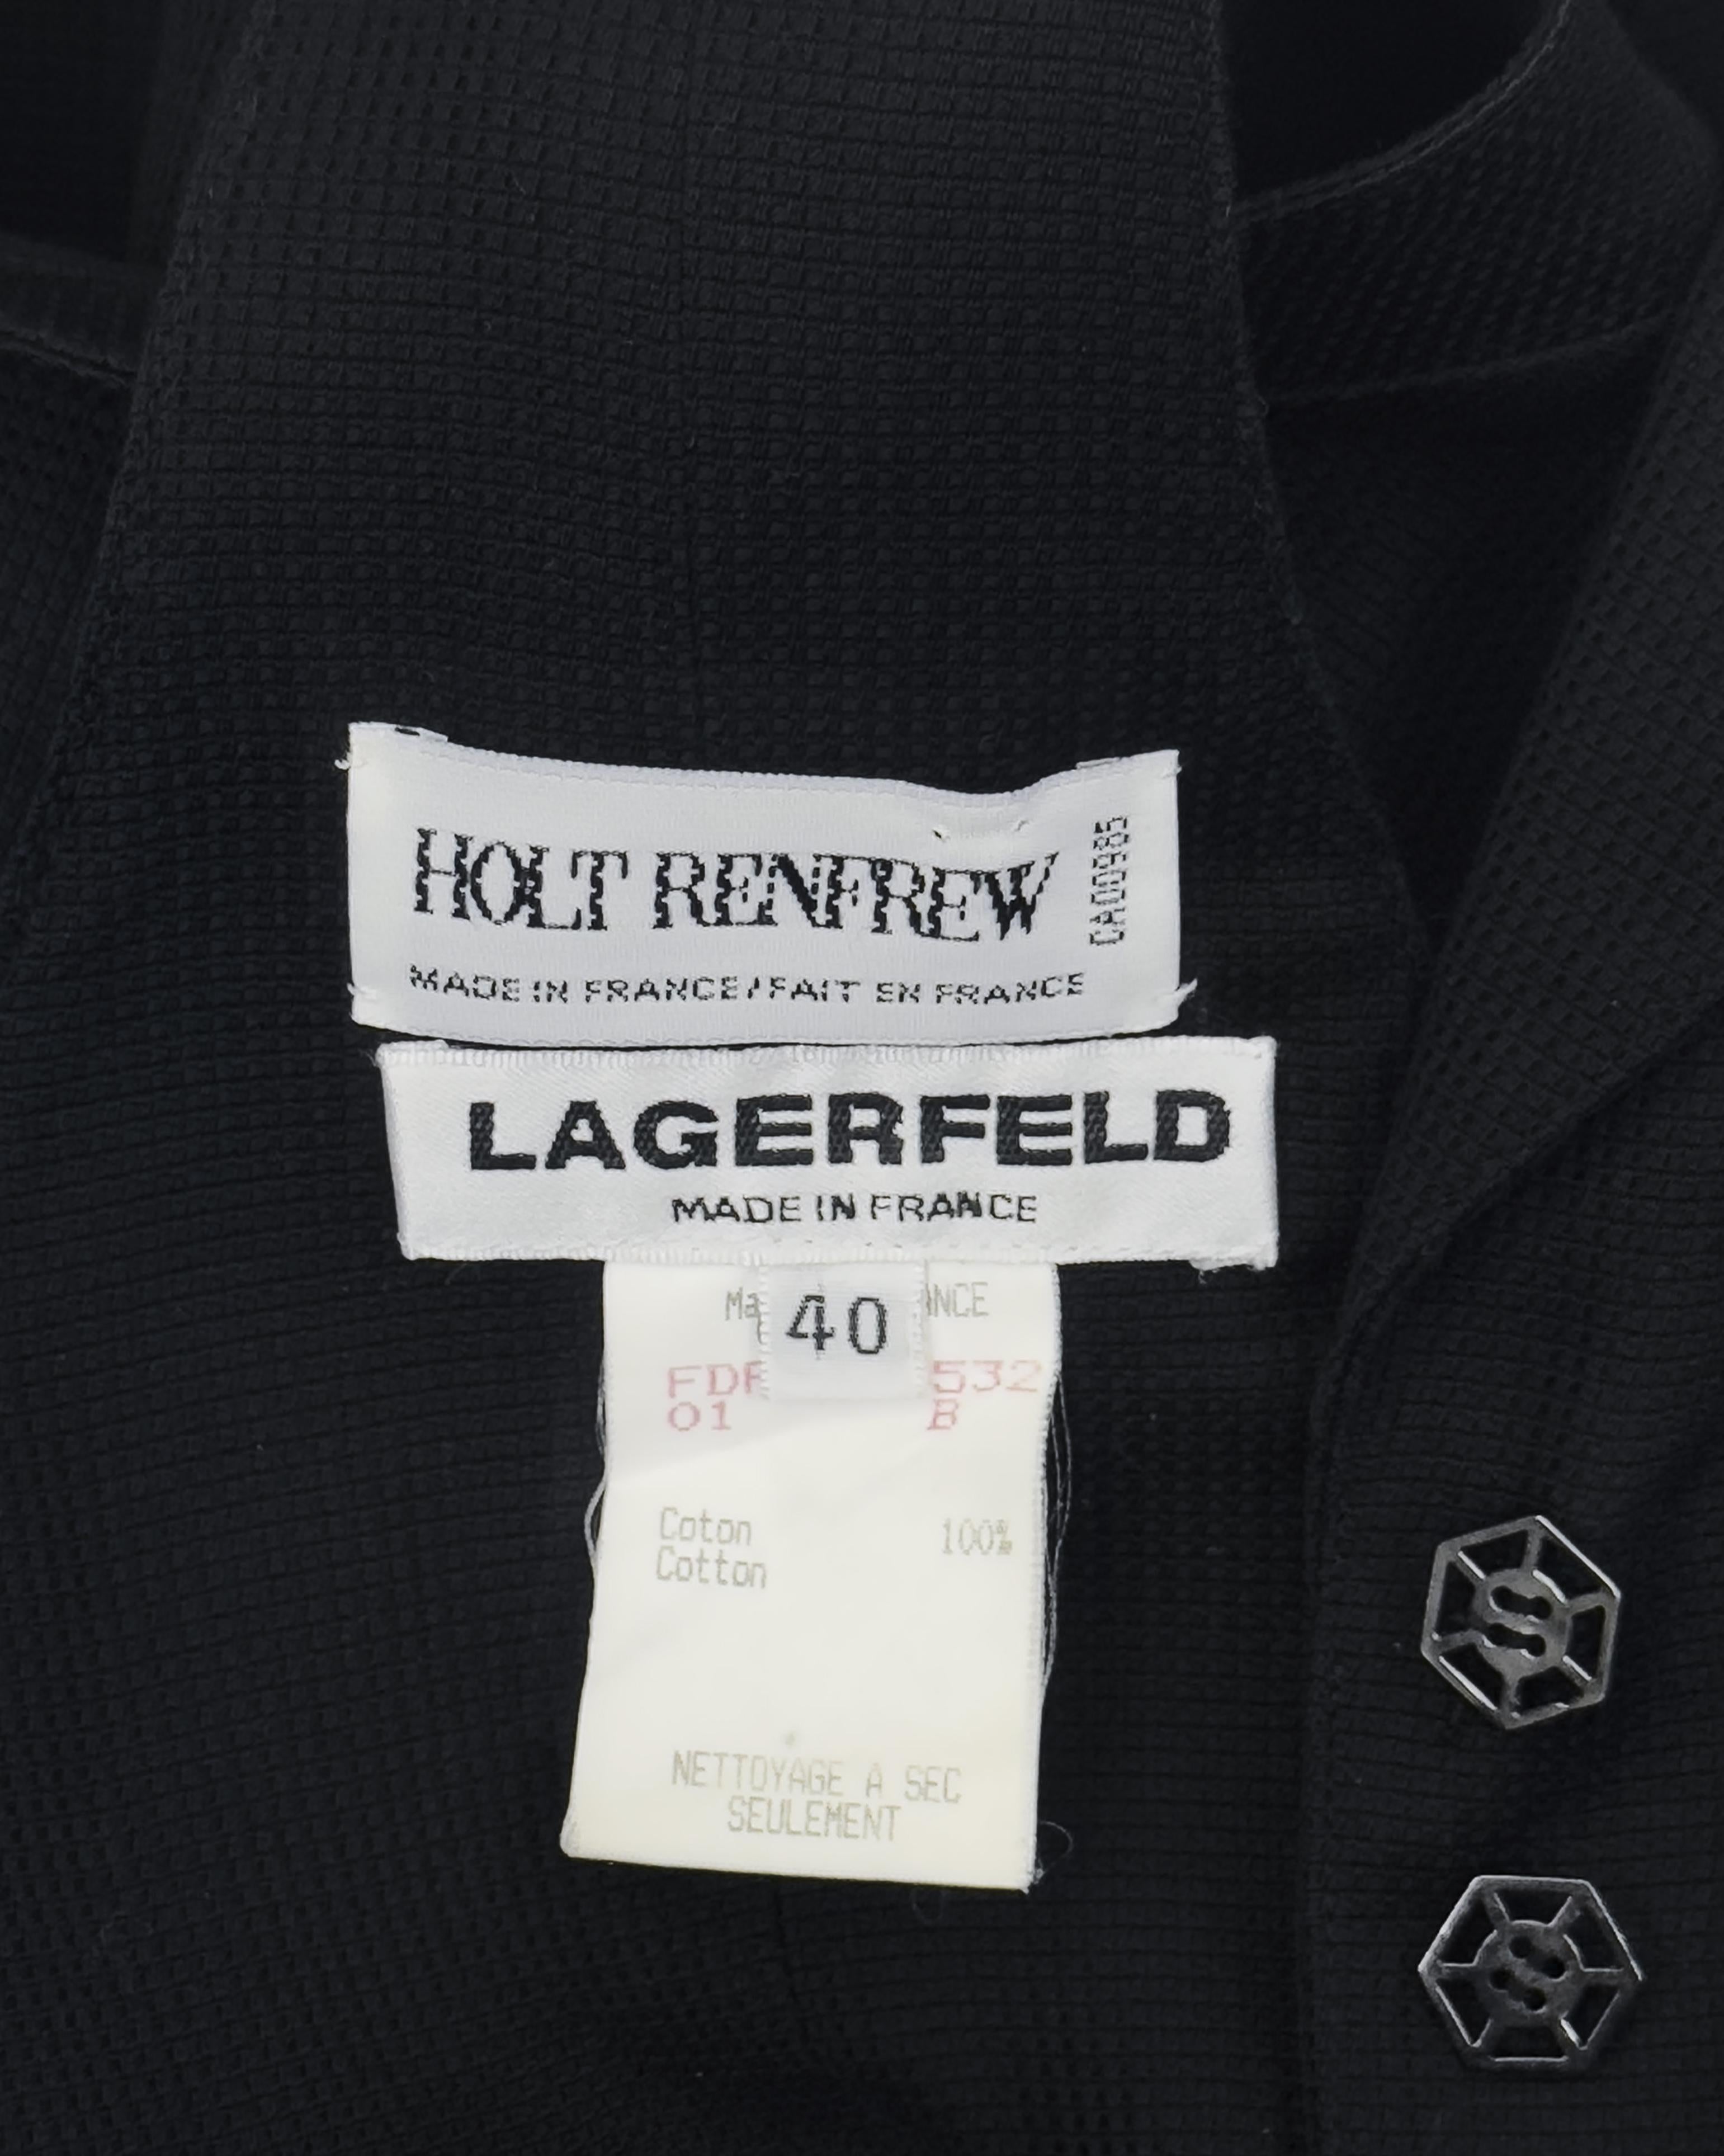 HOLT RENFREW
CA00985
MADE IN FRANCE/FAIT EN FRANCE
LAGERFELD
MADE IN FRANCE
40
532
01 B
Coton 100%
Cotton
NETTOYAGE A SEC
SEULEMENT